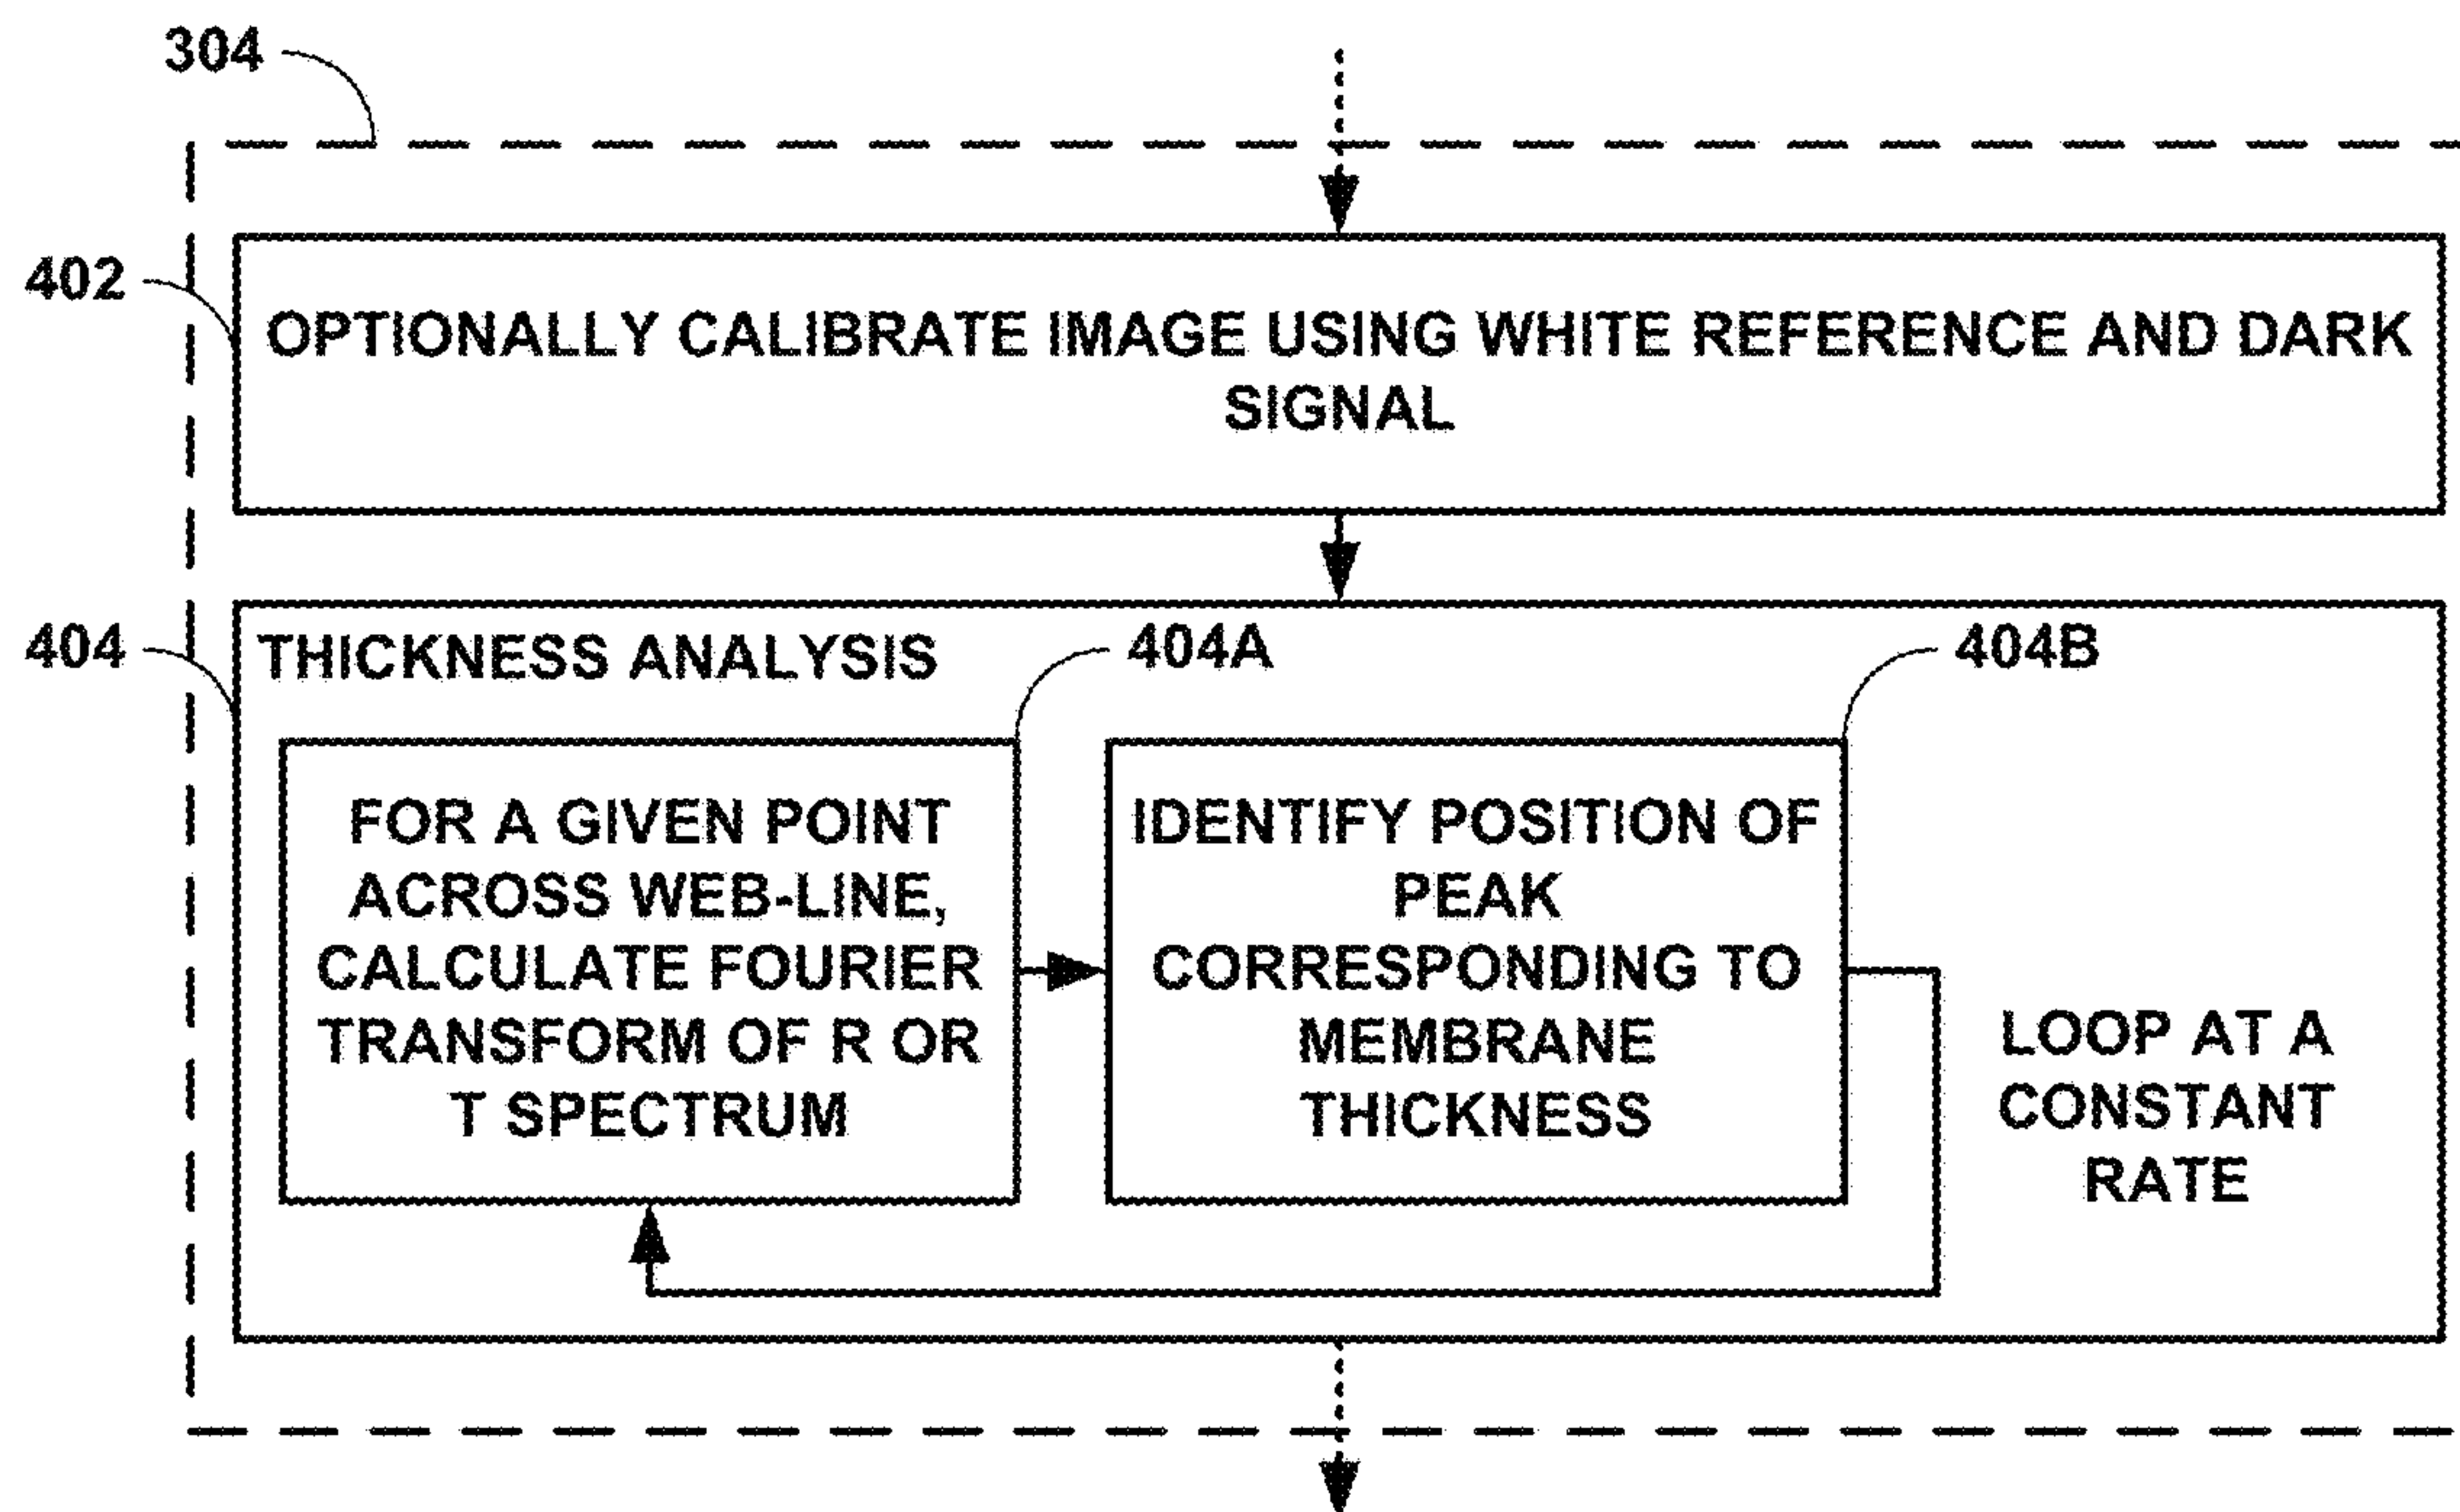 304
402
OPTIONALLY CALIBRATE IMAGE USING WHITE REFERENCE AND DARK
SIGNAL
404
THICKNESS ANALYSIS
404A
404B
FOR A GIVEN POINT
ACROSS WEB-LINE,
CALCULATE FOURIER
TRANSFORM OF R OR
T SPECTRUM
IDENTIFY POSITION OF
PEAK
CORRESPONDING TO
MEMBRANE
THICKNESS
LOOP AT A
CONSTANT
RATE